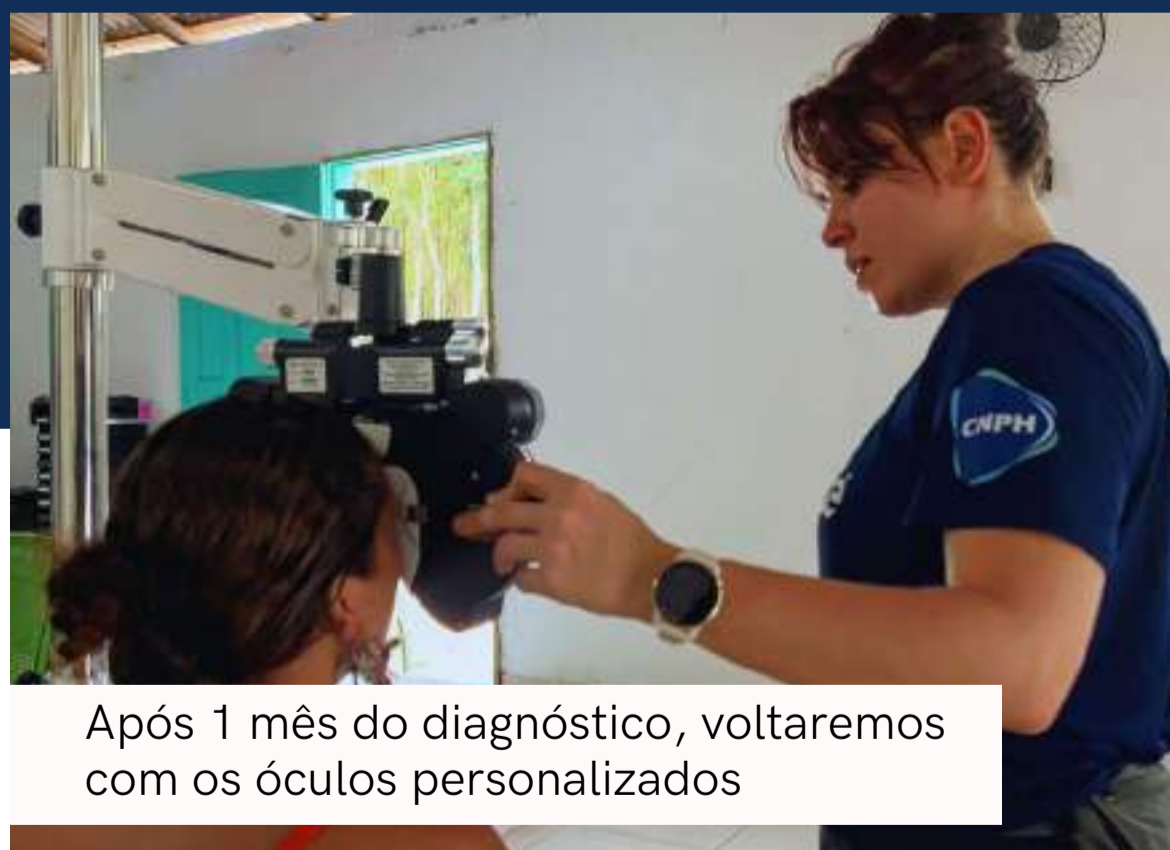 CNPH
Após 1 mês do diagnóstico, voltaremos
com os óculos personalizados